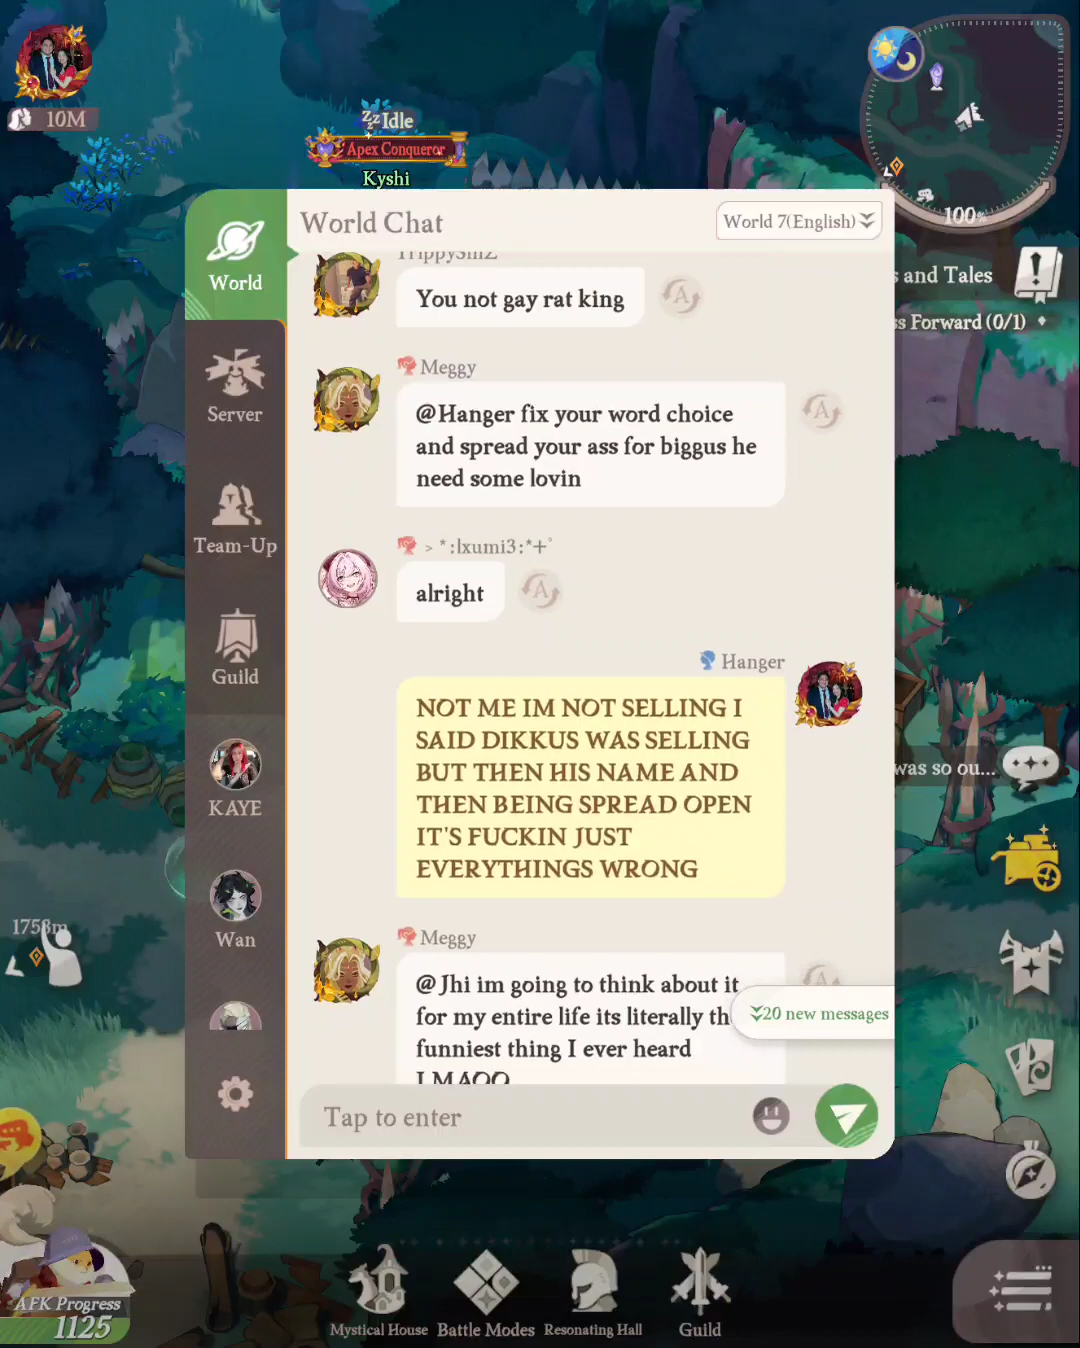 10M
Idle
Apex Conqueror
Kyshi
100%
World Chat
World 7(English)
World
TrippySmZ
You not gay rat king
s and Tales
ss Forward (0/1)
Meggy
@Hanger fix your word choice
and spread your ass for biggus he
need some lovin
Server
Team-Up
> *:lxumi3:*+°
alright
Guild
Hanger
NOT ME IM NOT SELLING I
SAID DIKKUS WAS SELLING
BUT THEN HIS NAME AND
THEN BEING SPREAD OPEN
IT'S FUCKIN JUST
EVERYTHINGS WRONG
was so ou...
KAYE
Wan
1758m
Meggy
@Jhi im going to think about it
for my entire life its literally th
funniest thing I ever heard
LMAOO
20 new messages
Tap to enter
AFK Progress
1125
Mystical House
Battle Modes
Resonating Hall
Guild